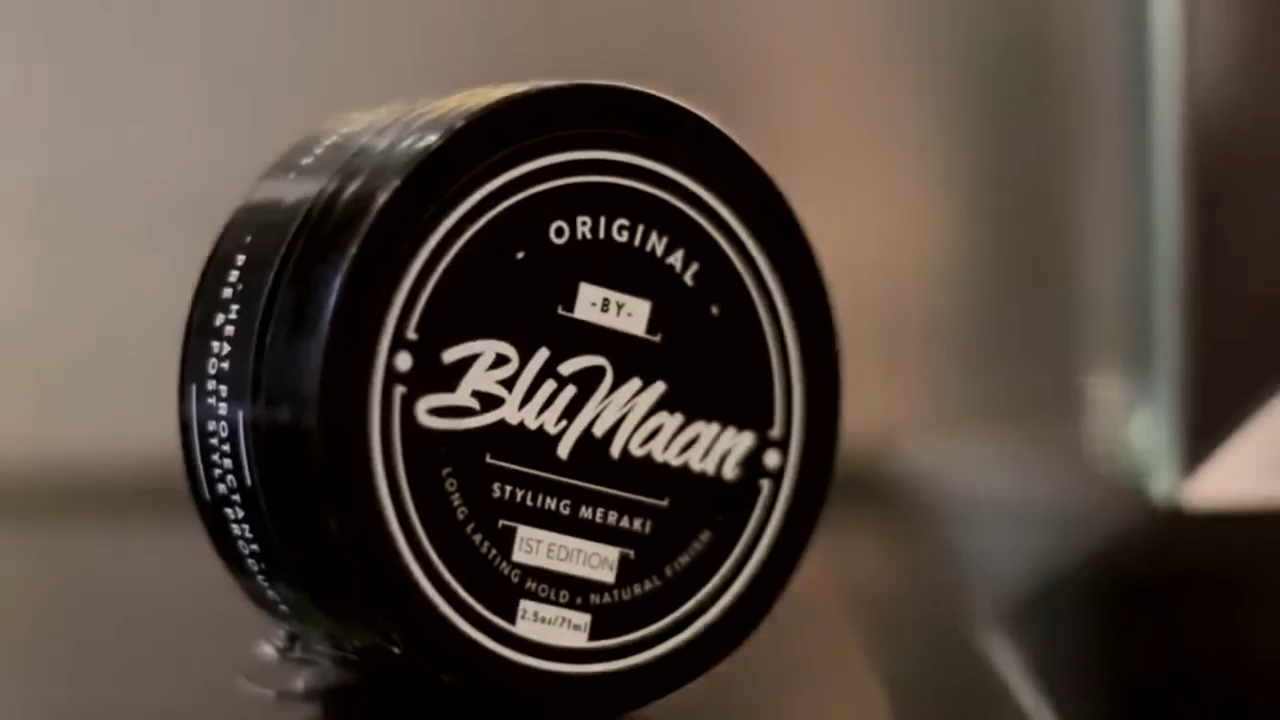 ORIGINAL
-BY-
BluMaan
STYLING MERAKI
1ST EDITION
LONG LASTING HOLD • NATURAL FINISH
2.5oz/71ml
PRE HEAT PROTECTANT
PRE & POST STYLE PRODUCT